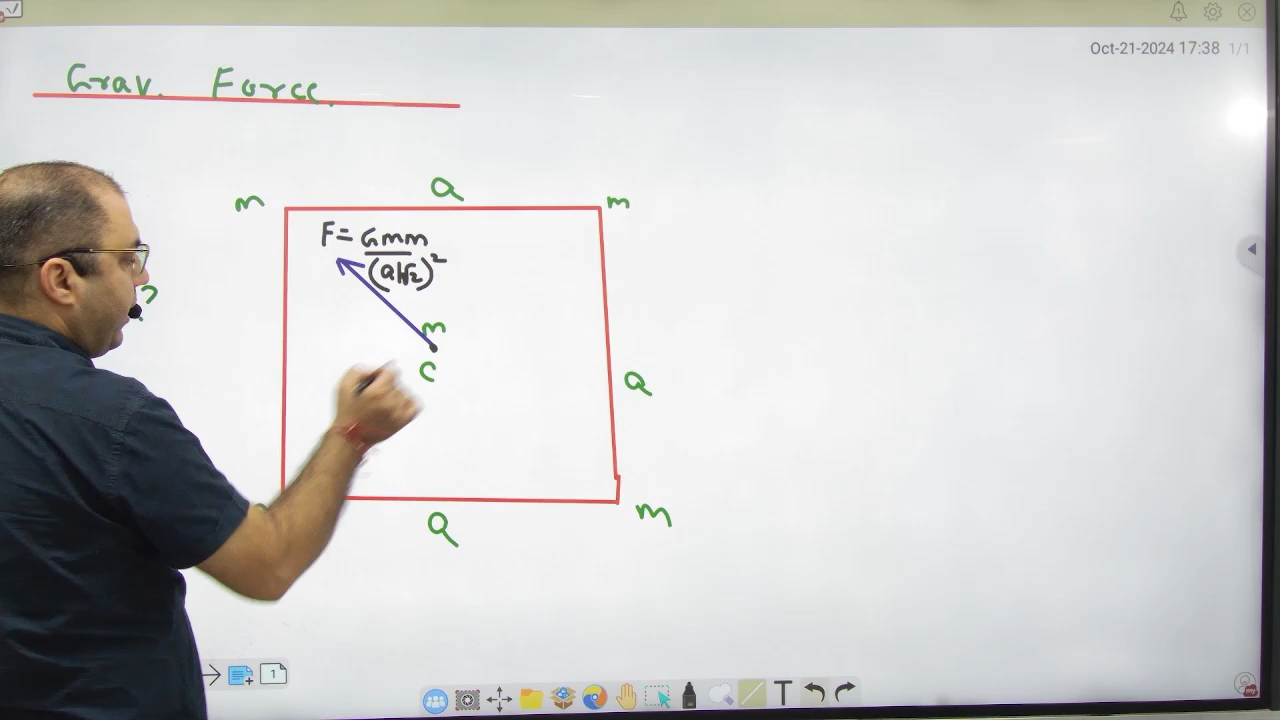 Oct-21-2024 17:38 1/1
Grav. Force.
a
m
m
F = Gmm
(a/√2)²
m
?
c
a
m
a
1
T